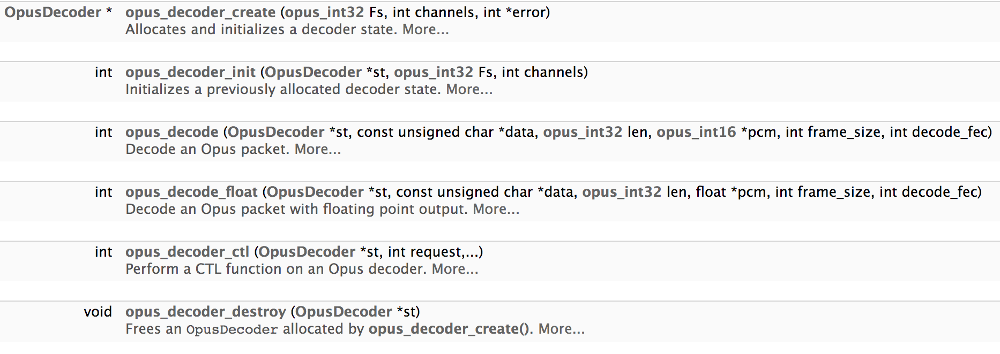 OpusDecoder * opus_decoder_create (opus_int32 Fs, int channels, int *error)
Allocates and initializes a decoder state. More...
int opus_decoder_init (OpusDecoder *st, opus_int32 Fs, int channels)
Initializes a previously allocated decoder state. More...
int opus_decode (OpusDecoder *st, const unsigned char *data, opus_int32 len, opus_int16 *pcm, int frame_size, int decode_fec)
Decode an Opus packet. More...
int opus_decode_float (OpusDecoder *st, const unsigned char *data, opus_int32 len, float *pcm, int frame_size, int decode_fec)
Decode an Opus packet with floating point output. More...
int opus_decoder_ctl (OpusDecoder *st, int request,...)
Perform a CTL function on an Opus decoder. More...
void opus_decoder_destroy (OpusDecoder *st)
Frees an OpusDecoder allocated by opus_decoder_create(). More...